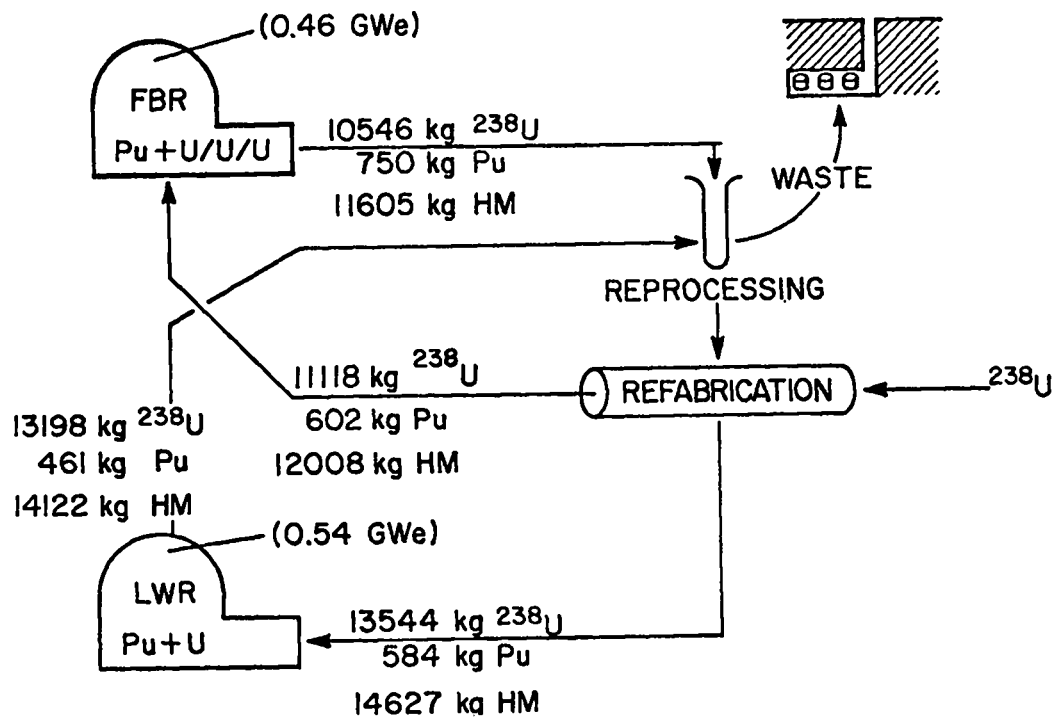 (0.46 GWe)
FBR
Pu+U/U/U
10546 kg ²³⁸U
750 kg Pu
11605 kg HM
WASTE
REPROCESSING
REFABRICATION
²³⁸U
11118 kg ²³⁸U
602 kg Pu
12008 kg HM
13198 kg ²³⁸U
461 kg Pu
14122 kg HM
(0.54 GWe)
LWR
Pu+U
13544 kg ²³⁸U
584 kg Pu
14627 kg HM